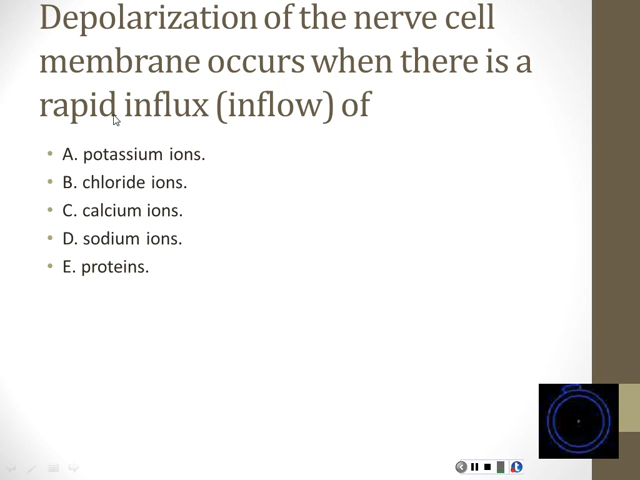 Depolarization of the nerve cell
membrane occurs when there is a
rapid influx (inflow) of
• A. potassium ions.
• B. chloride ions.
• C. calcium ions.
• D. sodium ions.
• E. proteins.